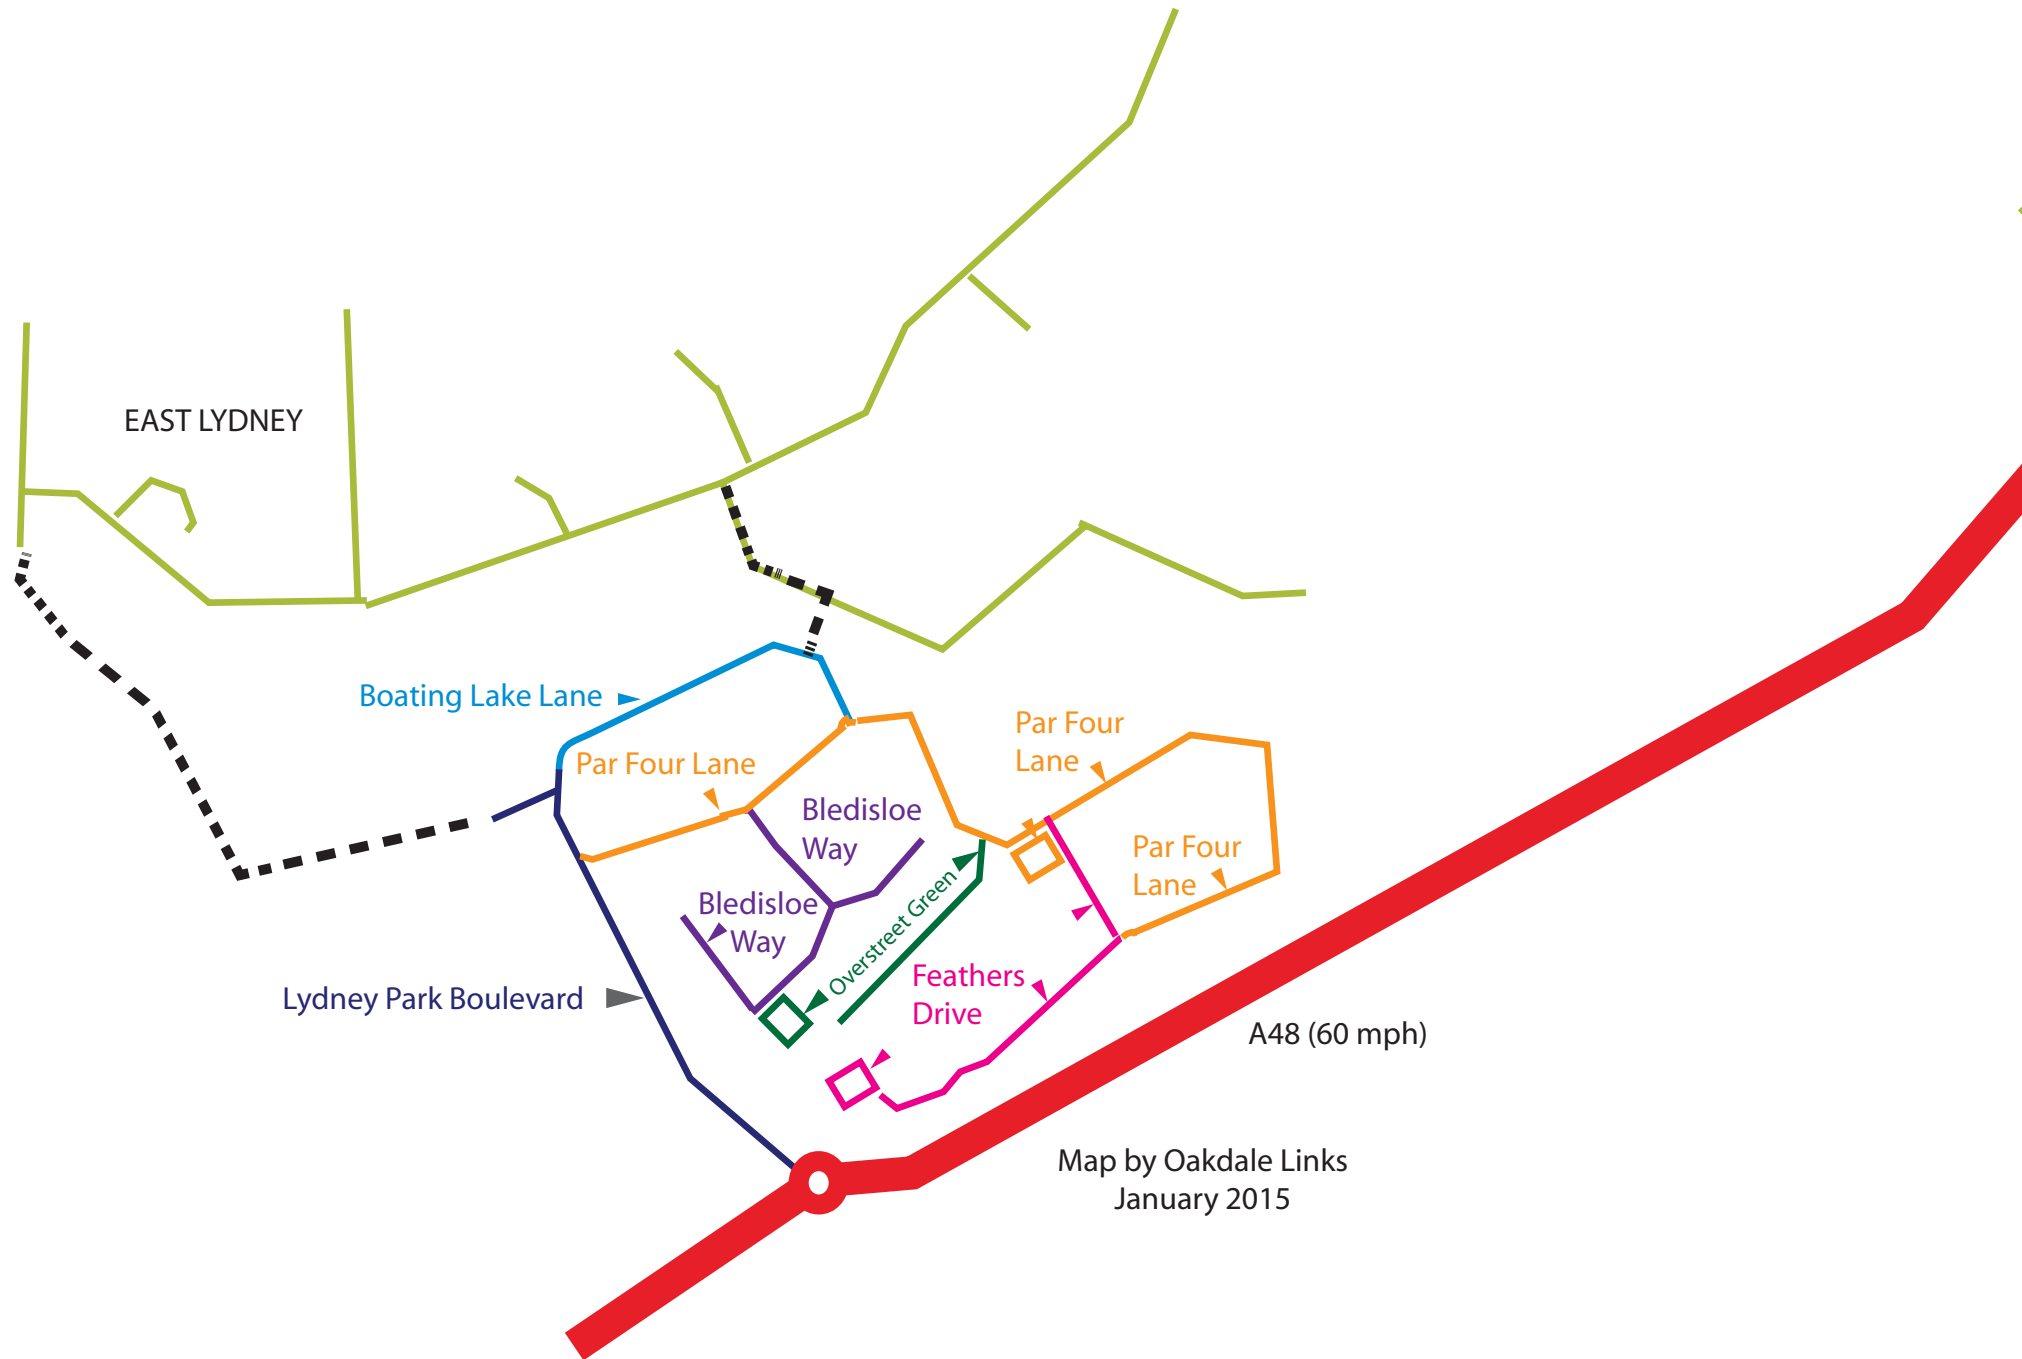 EAST LYDNEY
Boating Lake Lane
Par Four
Lane
Par Four Lane
Bledisloe
Way
Par Four
Lane
Bledisloe
Way
Overstreet Green
Feathers
Drive
Lydney Park Boulevard
A48 (60 mph)
Map by Oakdale Links
January 2015